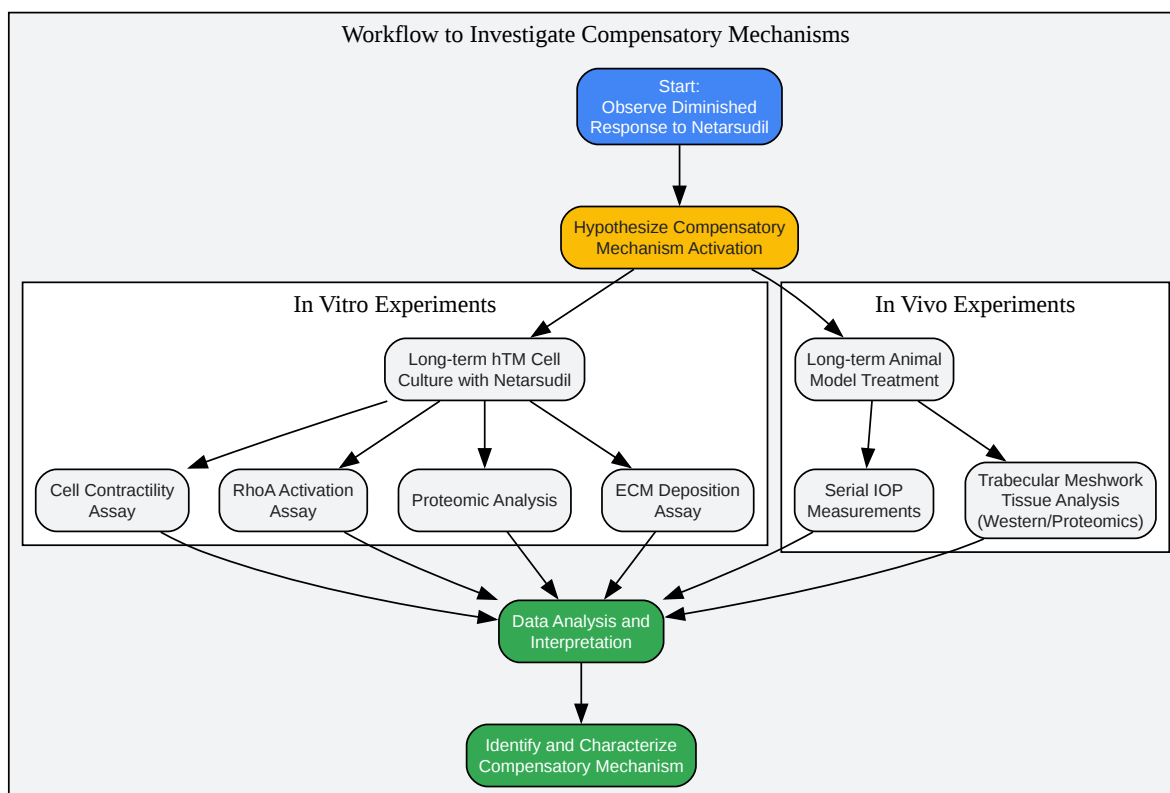 Workflow to Investigate Compensatory Mechanisms
Start:
Observe Diminished
Response to Netarsudil
Hypothesize Compensatory
Mechanism Activation
In Vitro Experiments
In Vivo Experiments
Long-term hTM Cell
Culture with Netarsudil
Long-term Animal
Model Treatment
Cell Contractility
Assay
RhoA Activation
Assay
Proteomic Analysis
ECM Deposition
Assay
Serial IOP
Measurements
Trabecular Meshwork
Tissue Analysis
(Western/Proteomics)
Data Analysis and
Interpretation
Identify and Characterize
Compensatory Mechanism